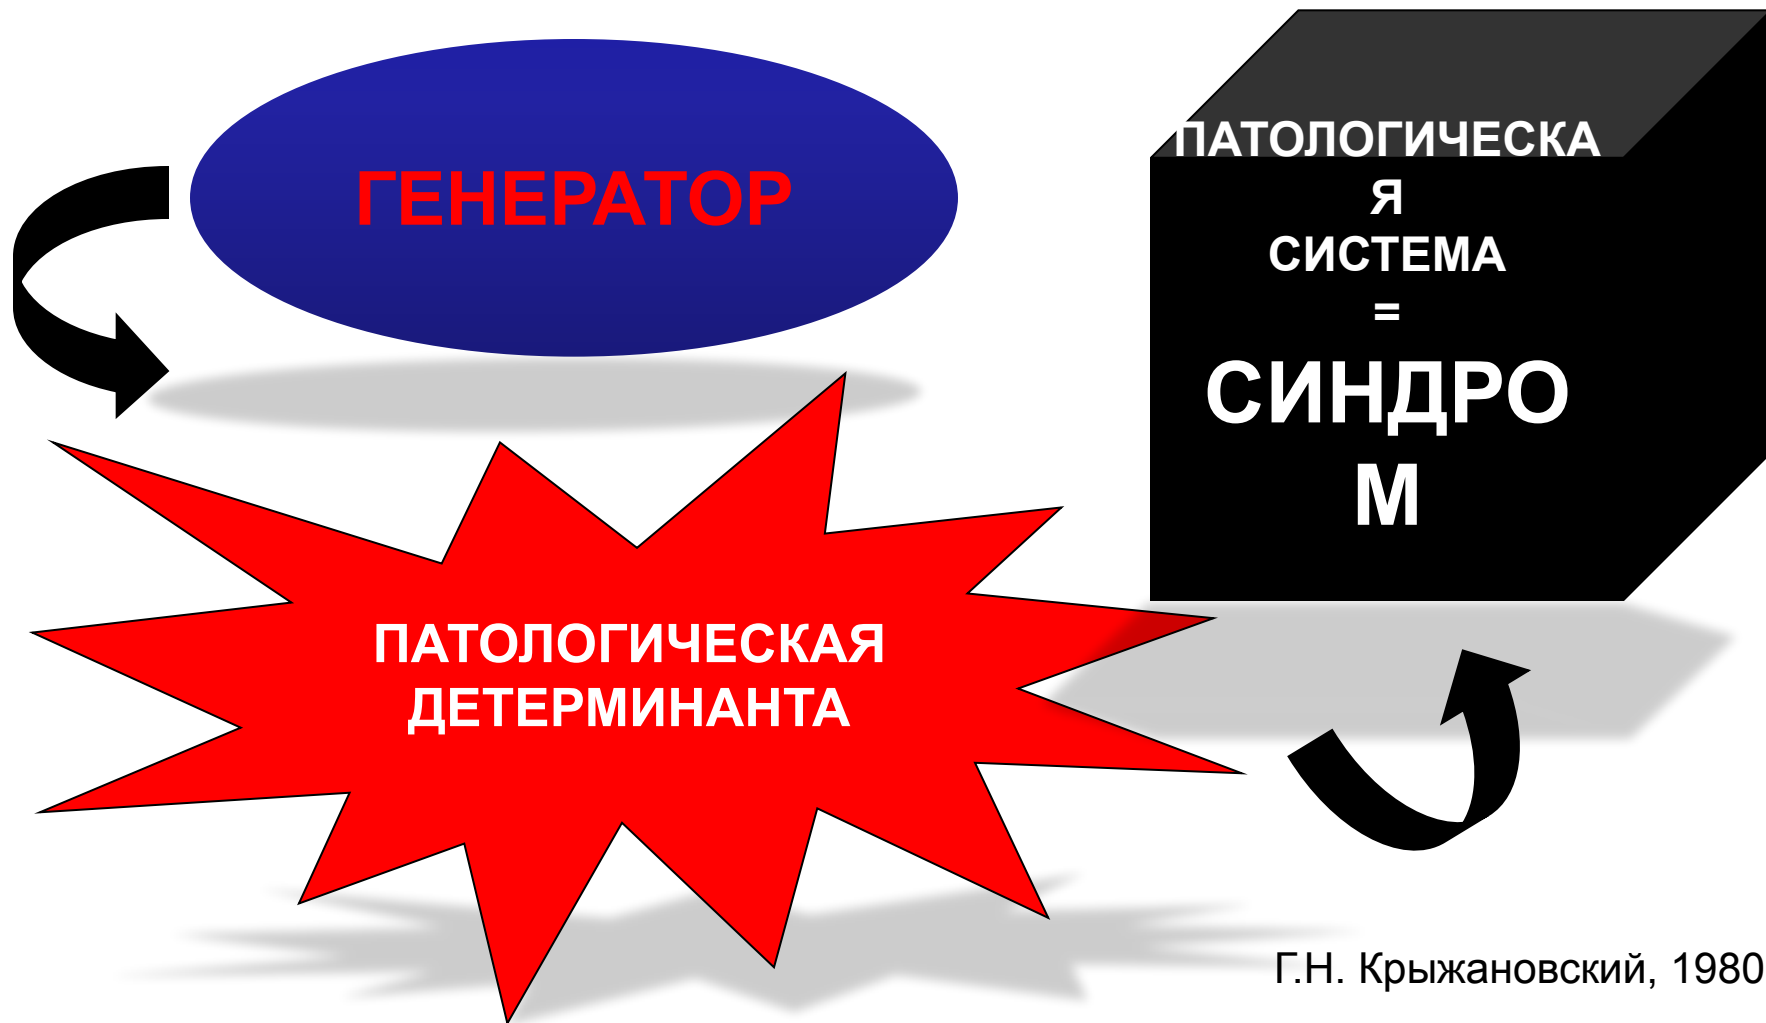 ГЕНЕРАТОР
ПАТОЛОГИЧЕСКАЯ
ДЕТЕРМИНАНТА
ПАТОЛОГИЧЕСКА
Я
СИСТЕМА
=
СИНДРО
М
Г.Н. Крыжановский, 1980